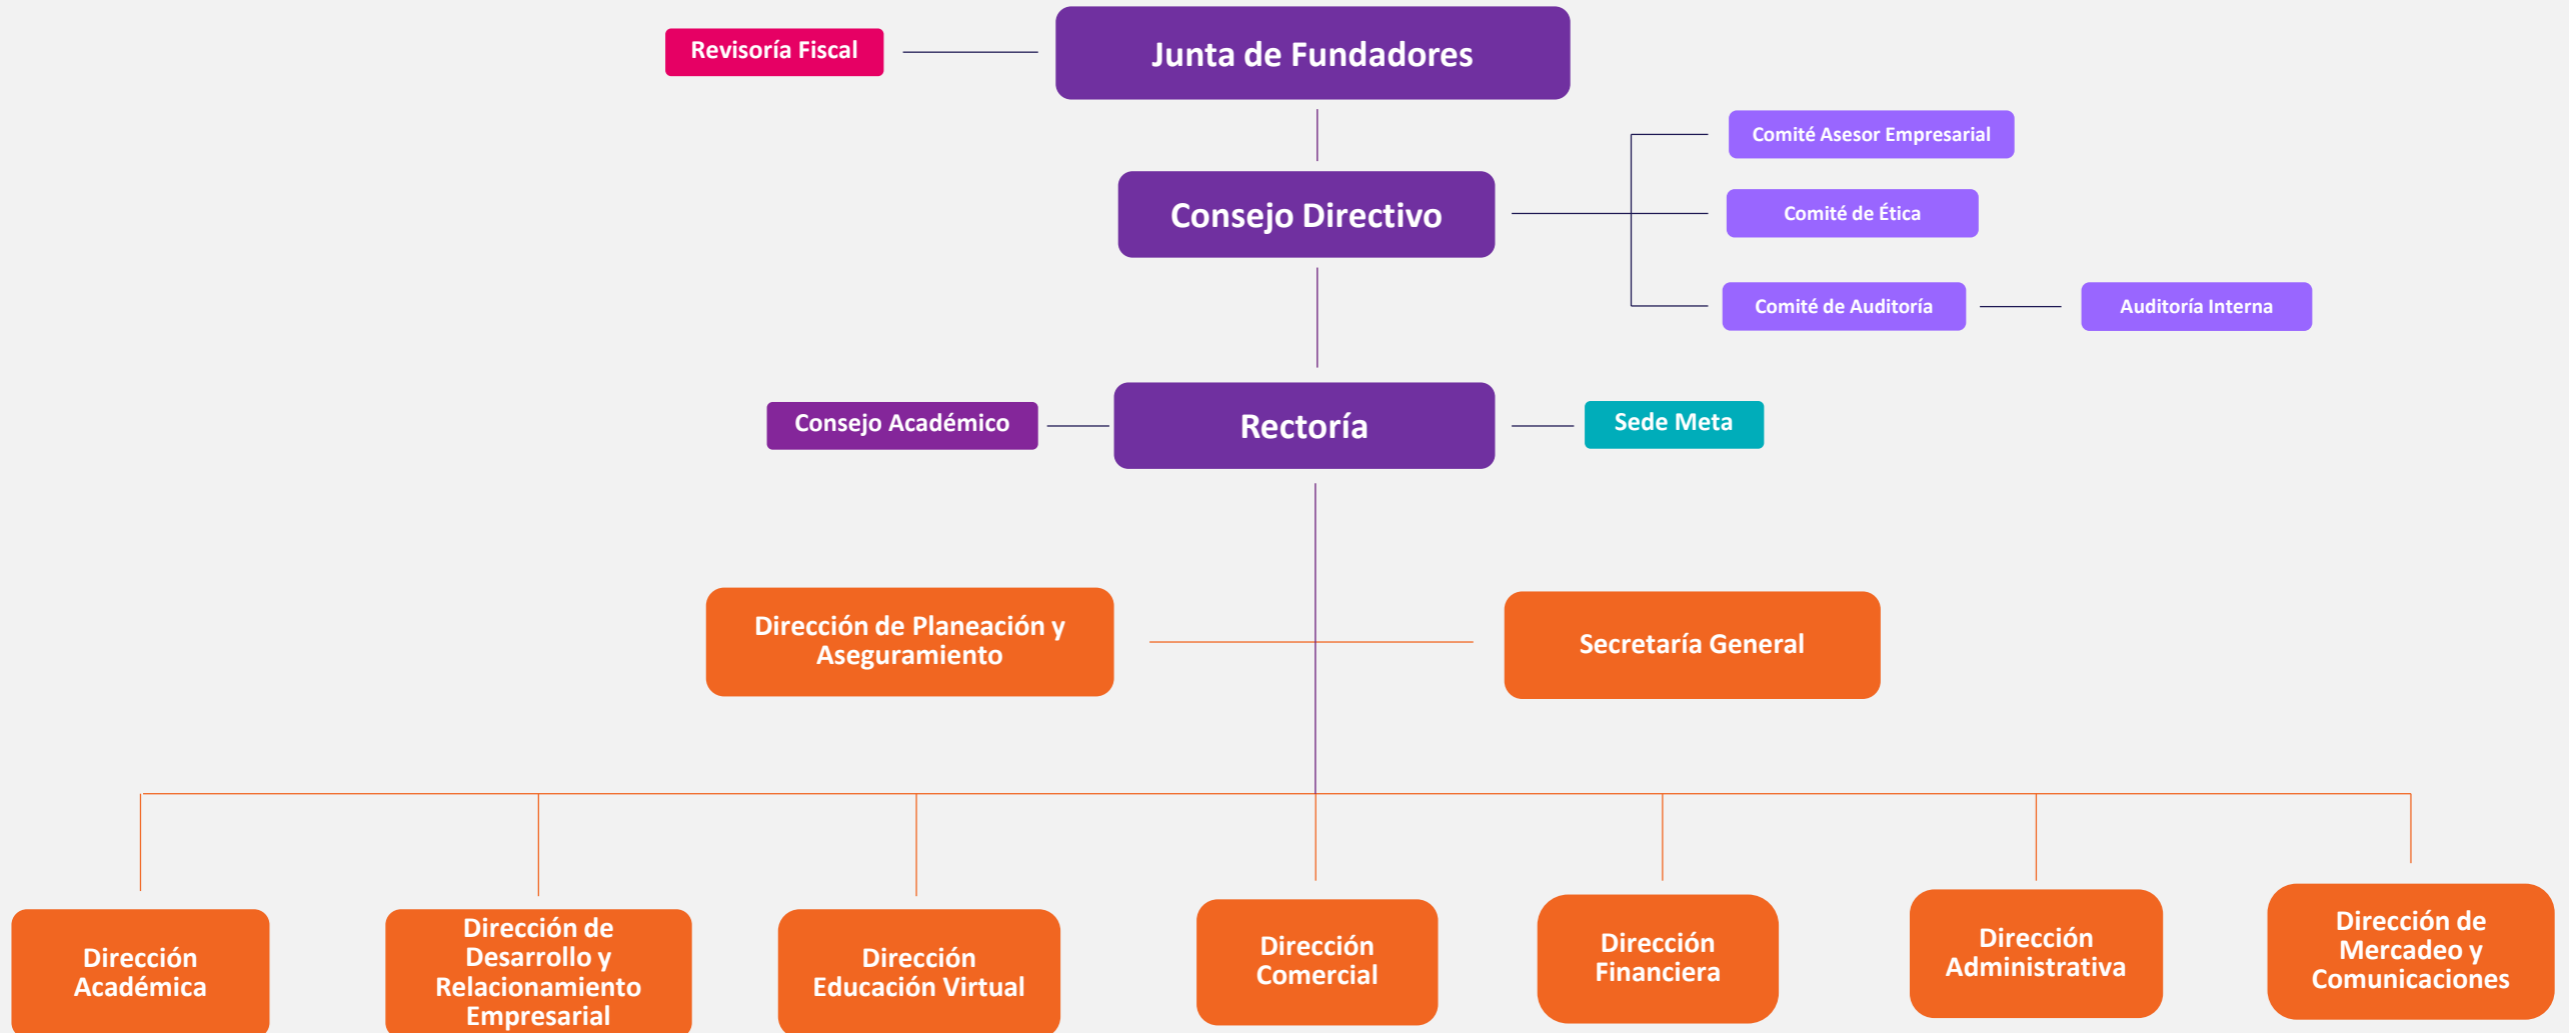 Revisoría Fiscal
Junta de Fundadores
Comité Asesor Empresarial
Consejo Directivo
Comité de Ética
Comité de Auditoría
Auditoría Interna
Consejo Académico
Rectoría
Sede Meta
Dirección de Planeación y
Aseguramiento
Secretaría General
Dirección
Académica
Dirección de
Desarrollo y
Relacionamiento
Empresarial
Dirección
Educación Virtual
Dirección
Comercial
Dirección
Financiera
Dirección
Administrativa
Dirección de
Mercadeo y
Comunicaciones